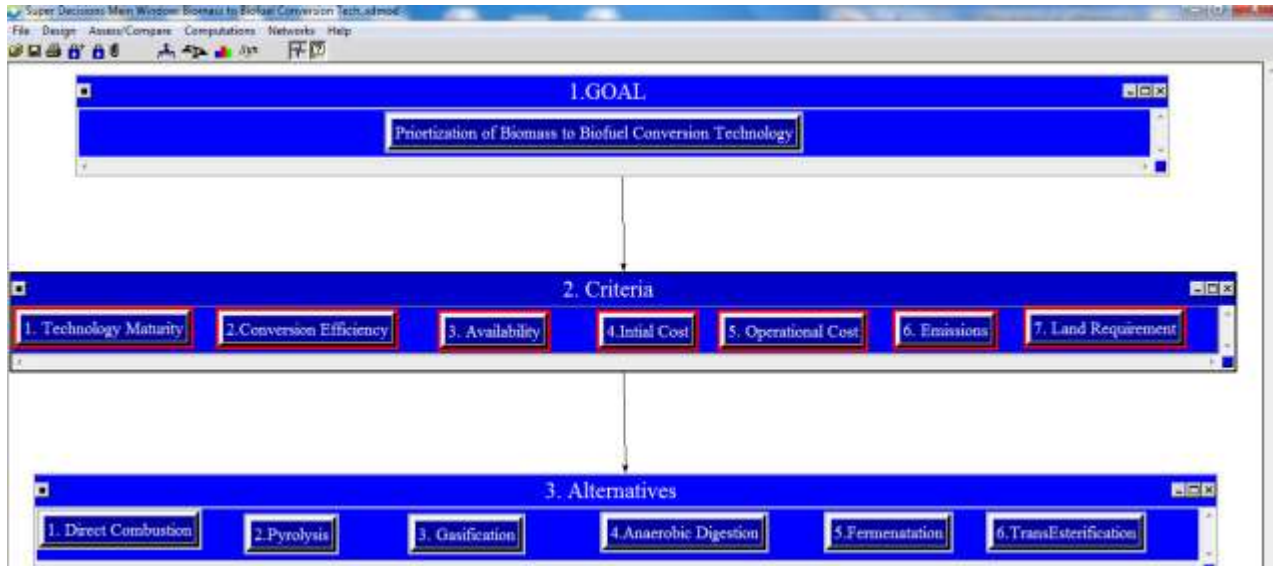 Super Decisions Main Window: Biomass to Biofuel Conversion Tech..sdmod
File Design Assess/Compare Computations Networks Help
1.GOAL
Priortization of Biomass to Biofuel Conversion Technology
2. Criteria
1. Technology Maturity 2.Conversion Efficiency 3. Availability 4.Intial Cost 5. Operational Cost 6. Emissions 7. Land Requirement
3. Alternatives
1. Direct Combustion 2.Pyrolysis 3. Gasification 4.Anaerobic Digestion 5.Fermenatation 6.TransEsterification